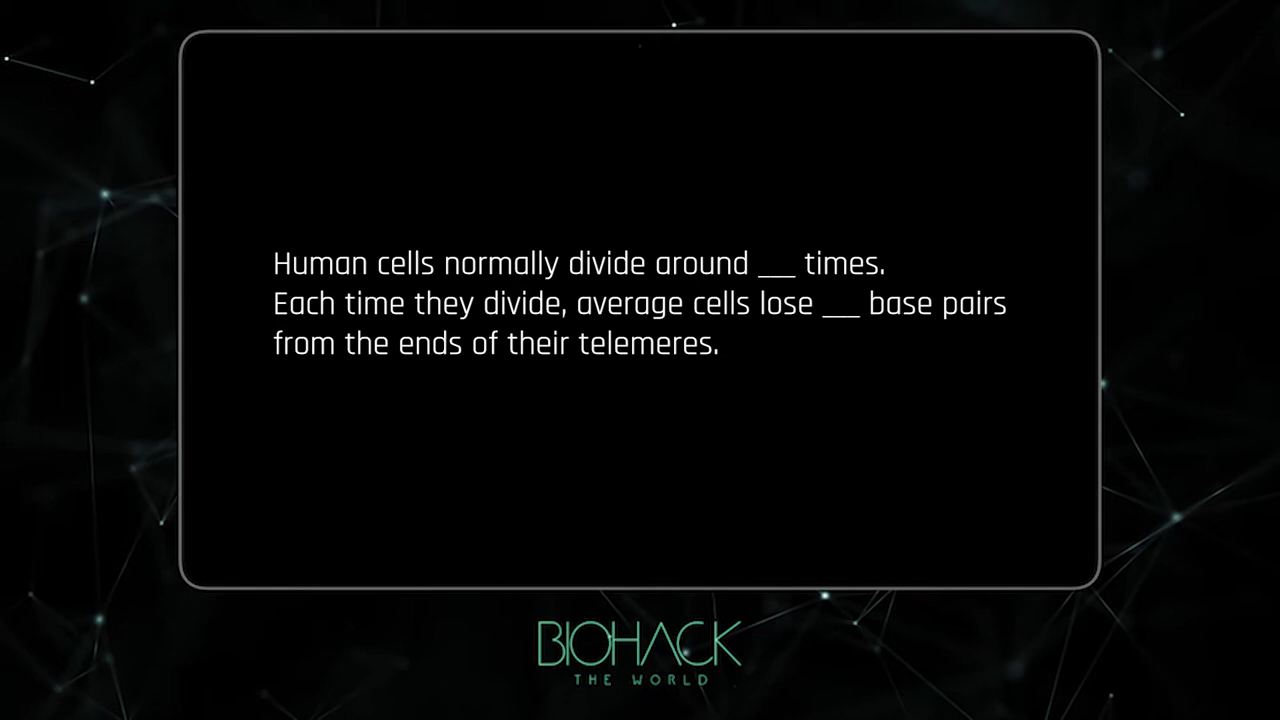 Human cells normally divide around ___ times.
Each time they divide, average cells lose ___ base pairs
from the ends of their telemeres.
BIOHACK
THE WORLD